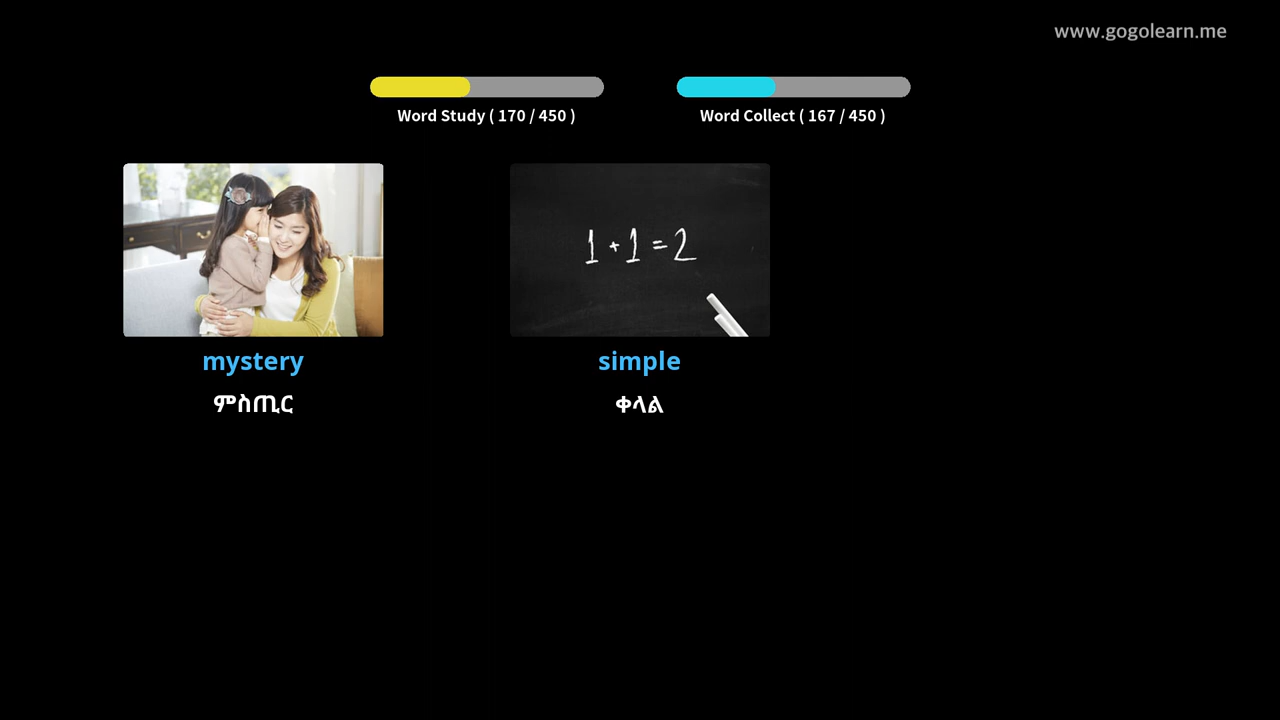 www.gogolearn.me
Word Study ( 170 / 450 )
Word Collect ( 167 / 450 )
1 + 1 = 2
mystery
simple
ምስጢር
ቀላል